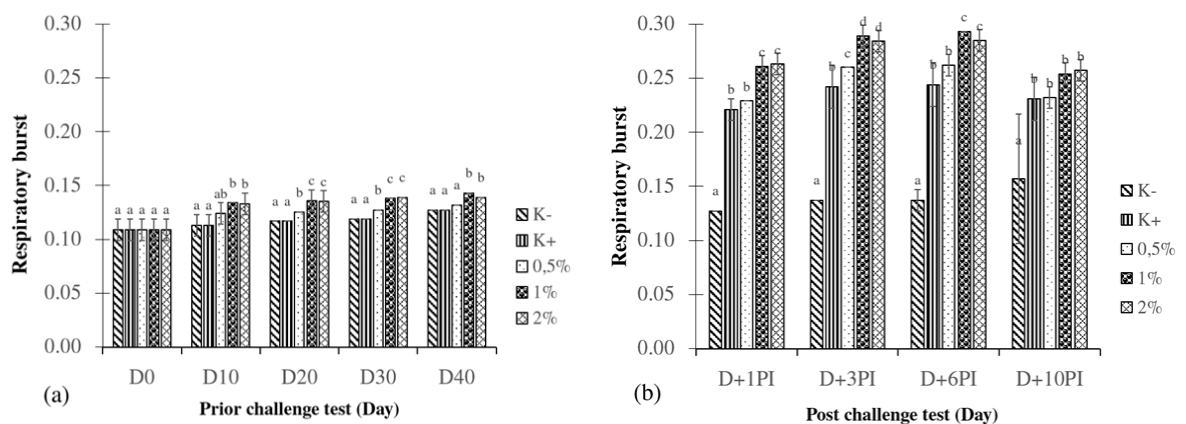 0.30
0.25
0.20
0.15
0.10
0.05
0.00
Respiratory burst
a a a a a
a a ab b b
a a b c c
a a b c c
a a a b b
D0 D10 D20 D30 D40
Prior challenge test (Day)
(a)
K-
K+
0,5%
1%
2%
0.30
0.25
0.20
0.15
0.10
0.05
0.00
Respiratory burst
a b b c c
a b c d d
a b b c c
a b b b b
D+1PI D+3PI D+6PI D+10PI
Post challenge test (Day)
(b)
K-
K+
0,5%
1%
2%